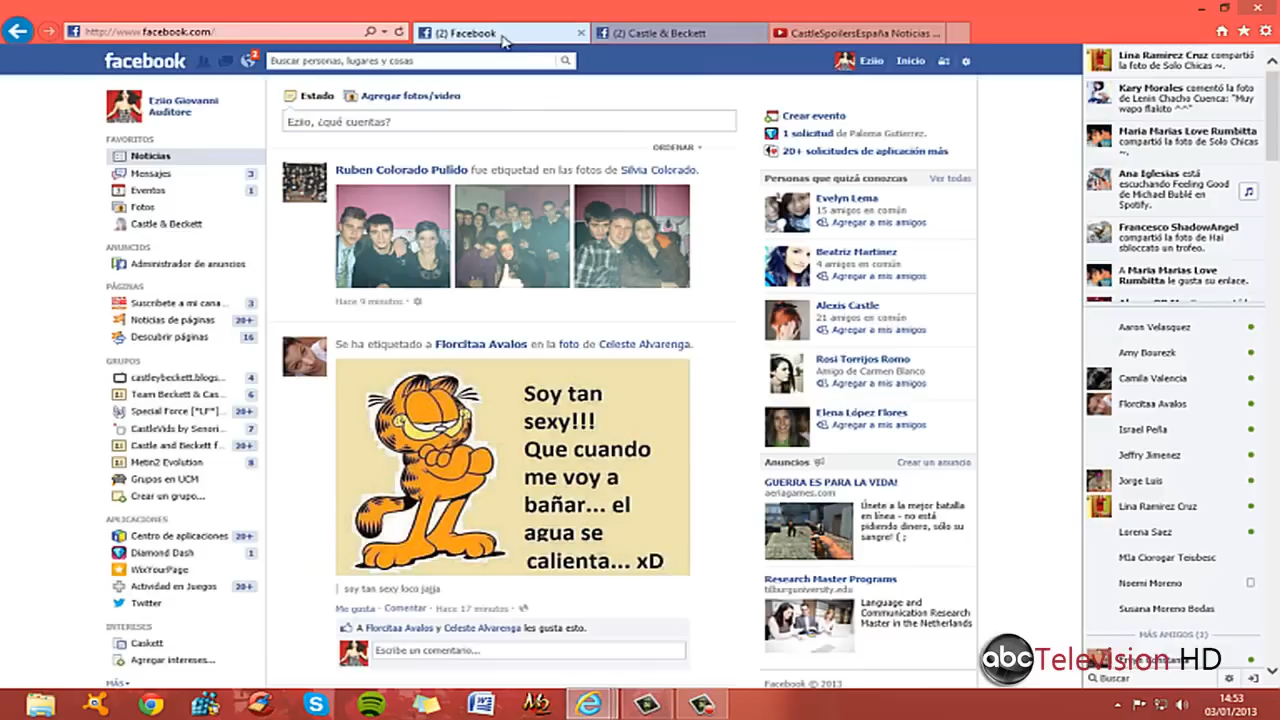 http://www.facebook.com/
(2) Facebook
(2) Castle & Beckett
CastleSpoilersEspaña Noticias ...
facebook
2
Buscar personas, lugares y cosas
Eziio
Inicio
Eziio Giovanni
Auditore
FAVORITOS
Noticias
Mensajes 3
Eventos 1
Fotos
Castle & Beckett
ANUNCIOS
Administrador de anuncios
PÁGINAS
Suscribete a mi cana... 3
Noticias de páginas 20+
Descubrir páginas 16
GRUPOS
castleybeckett.blogs... 4
Team Beckett & Cas... 6
Special Force ["LF"]... 20+
CastleVids by Senori... 7
Castle and Beckett f... 20+
Metin2 Evolution 8
Grupos en UCM
Crear un grupo...
APLICACIONES
Centro de aplicaciones 20+
Diamond Dash 1
WixYourPage
Actividad en Juegos 20+
Twitter
INTERESES
Caskett
Agregar intereses...
MÁS
Estado
Agregar fotos/video
Eziio, ¿qué cuentas?
ORDENAR
Ruben Colorado Pulido fue etiquetad en las fotos de Silvia Colorado.
Hace 9 minutos ·
Se ha etiquetado a Florcitaa Avalos en la foto de Celeste Alvarenga.
Soy tan
sexy!!!
Que cuando
me voy a
bañar... el
agua se
calienta... xD
soy tan sexy loco jajja
Me gusta · Comentar · Hace 17 minutos ·
A Florcitaa Avalos y Celeste Alvarenga les gusta esto.
Escribe un comentario...
Crear evento
1 solicitud de Paloma Gutierrez.
20+ solicitudes de aplicación más
Personas que quizá conozcas
Ver todas
Evelyn Lema
15 amigos en común
Agregar a mis amigos
Beatriz Martinez
4 amigos en común
Agregar a mis amigos
Alexis Castle
21 amigos en común
Agregar a mis amigos
Rosi Torrijos Romo
Amigo de Carmen Blanco
Agregar a mis amigos
Elena López Flores
Agregar a mis amigos
Anuncios
Crear un anuncio
GUERRA ES PARA LA VIDA!
aeriagames.com
Únete a la mejor batalla
en línea - no está
pidiendo dinero, sólo su
sangre! ( ;
Research Master Programs
tilburguniversity.edu
Language and
Communication Research
Master in the Netherlands
Facebook © 2013
Lina Ramirez Cruz compartió
la foto de Solo Chicas ~.
Kary Morales comentó la foto
de Lenin Chacho Cuenca: "Muy
wapo flakito ^^"
Maria Marias Love Rumbitta
compartió la foto de Solo Chicas
~.
Ana Iglesias está
escuchando Feeling Good
de Michael Bublé en
Spotify.
Francesco ShadowAngel
compartió la foto de Hai
sbloccato un trofeo.
A Maria Marias Love
Rumbitta le gusta su enlace.
Aaron Velasquez
Amy Bourezk
Camila Valencia
Florcitaa Avalos
Israel Peña
Jeffry Jimenez
Jorge Luis
Lina Ramirez Cruz
Lorena Saez
Mla Clorogar Teiubesc
Noemi Moreno
Susana Moreno Bodas
MÁS AMIGOS (2)
Buscar
abc TeleVision HD
14:53
03/01/2013